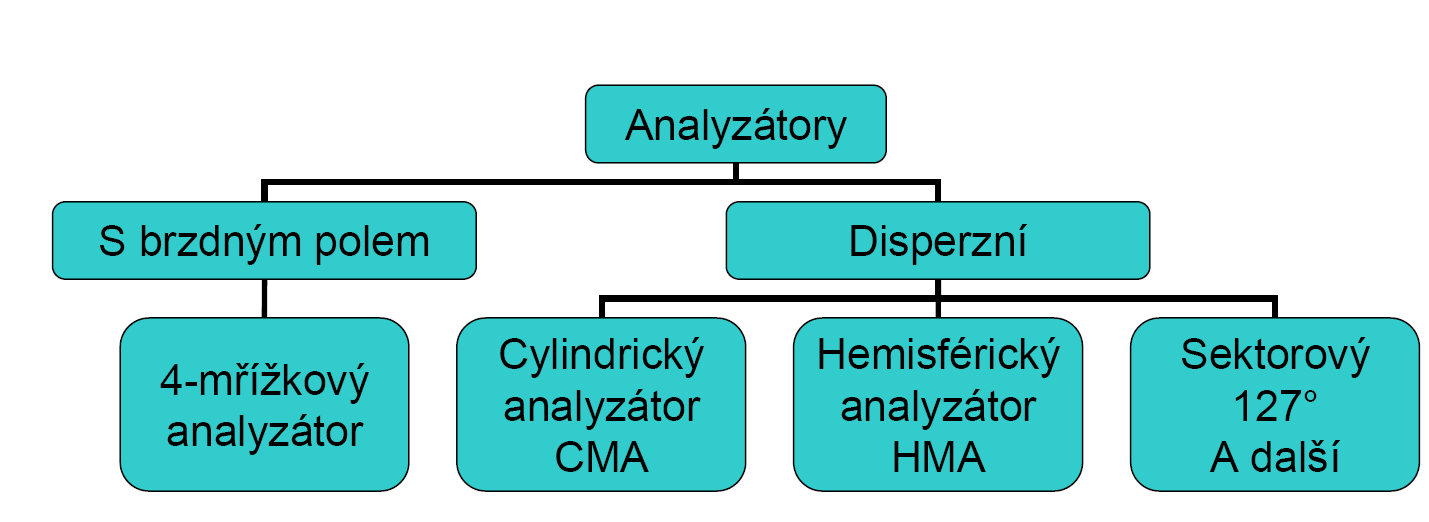 Analyzátory
S brzdným polem
Disperzní
4-mřížkový
analyzátor
Cylindrický
analyzátor
CMA
Hemisférický
analyzátor
HMA
Sektorový
127°
A další